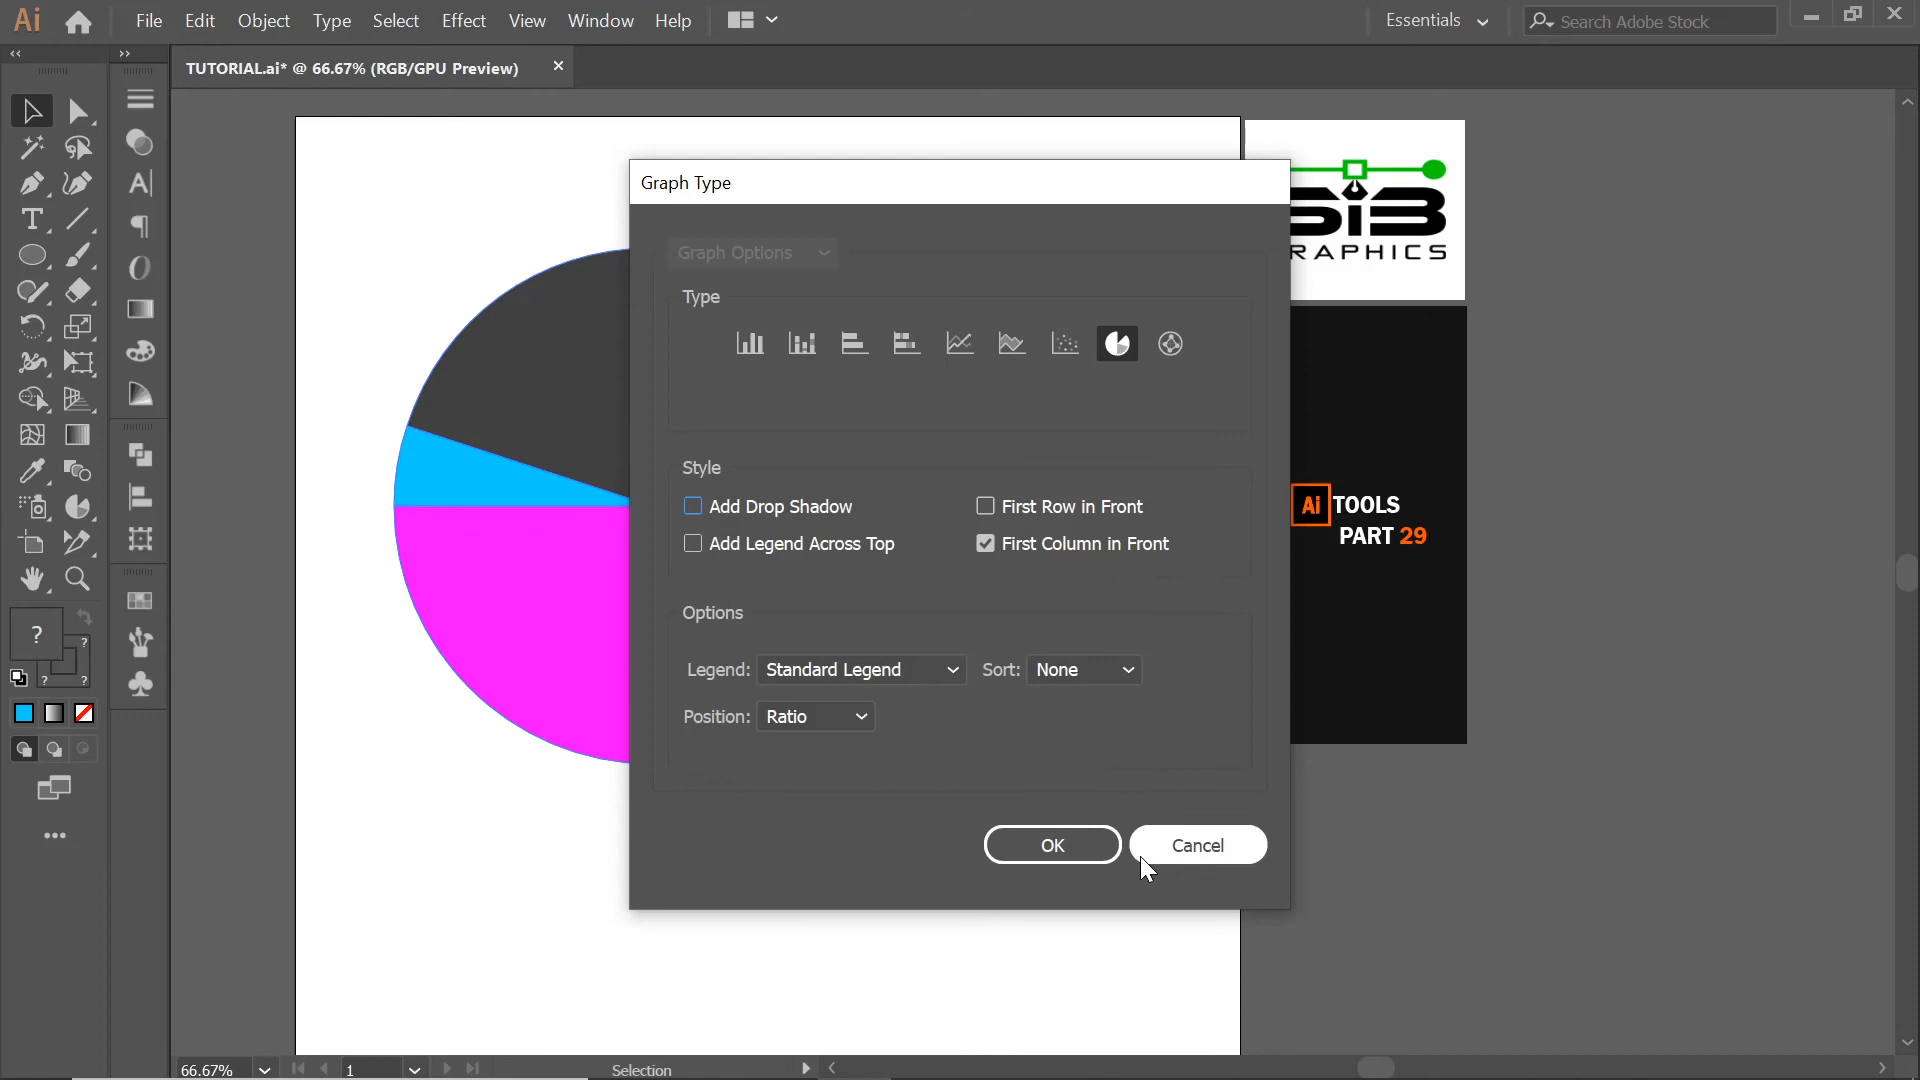 Ai File Edit Object Type Select Effect View Window Help Essentials Search Adobe Stock
TUTORIAL.ai* @ 66.67% (RGB/GPU Preview)
Graph Type
Graph Options
Type
Style
Add Drop Shadow First Row in Front
Add Legend Across Top First Column in Front
Options
Legend: Standard Legend Sort: None
Position: Ratio
OK Cancel
SiB
RAPHICS
Ai TOOLS
PART 29
66.67% 1 Selection